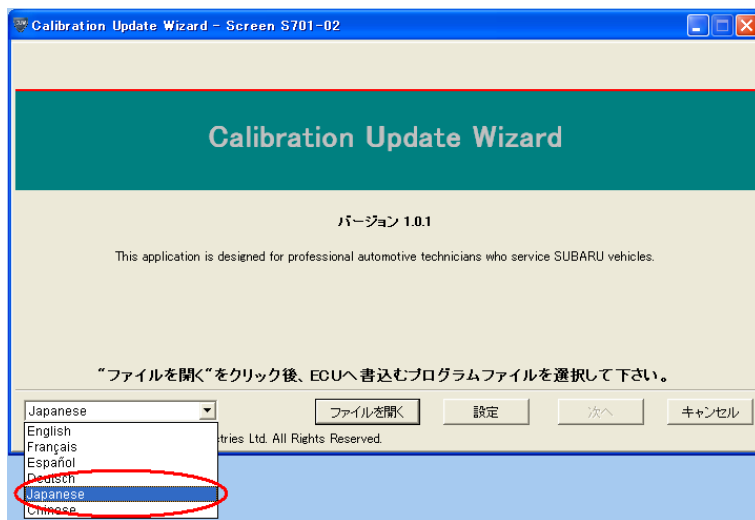 Calibration Update Wizard - Screen S701-02
Calibration Update Wizard
バージョン 1.0.1
This application is designed for professional automotive technicians who service SUBARU vehicles.
“ファイルを開く”をクリック後、ECUへ書込むプログラムファイルを選択して下さい。
Japanese ファイルを開く 設定 次へ キャンセル
English
tries Ltd. All Rights Reserved.
Français
Español
Deutsch
Japanese
Chinese